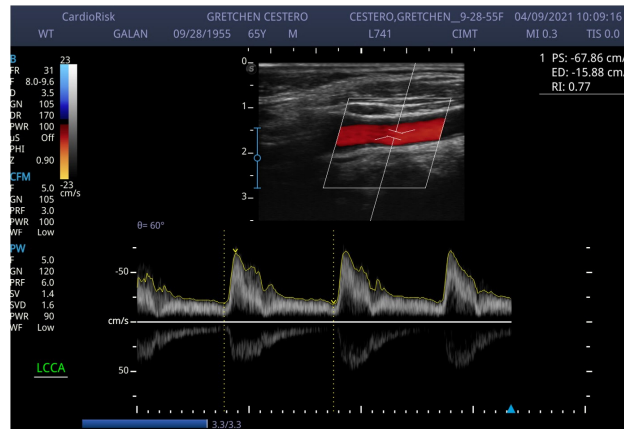 CardioRisk GRETCHEN CESTERO CESTERO,GRETCHEN__9-28-55F 04/09/2021 10:09:16
WT GALAN 09/28/1955 65Y M L741 CIMT MI 0.3 TIS 0.0
B
FR 31
F 8.0-9.6
D 3.5
GN 105
DR 170
PWR 100
µS Off
PHI
Z 0.90
CFM
F 5.0
GN 105
PRF 3.0
PWR 100
WF Low
PW
F 5.0
GN 120
PRF 6.0
SV 1.4
SVD 1.6
PWR 90
WF Low
LCCA
23
-23
cm/s
0
S
1
2
3
1 PS: -67.86 cm/
ED: -15.88 cm/
RI: 0.77
θ= 60°
-50
cm/s
50
3.3/3.3